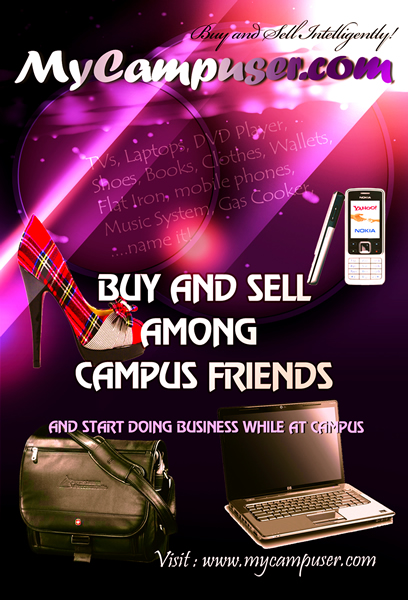 Buy and Sell Intelligently!
MyCampuser.com
TVs, Laptops, DVD Player,
Shoes, Books, Clothes, Wallets,
Flat Iron, mobile phones,
Music System, Gas Cooker,
....name it!
YAHOO!
NOKIA
NOKIA
BUY AND SELL
AMONG
CAMPUS FRIENDS
AND START DOING BUSINESS WHILE AT CAMPUS
Visit : www.mycampuser.com